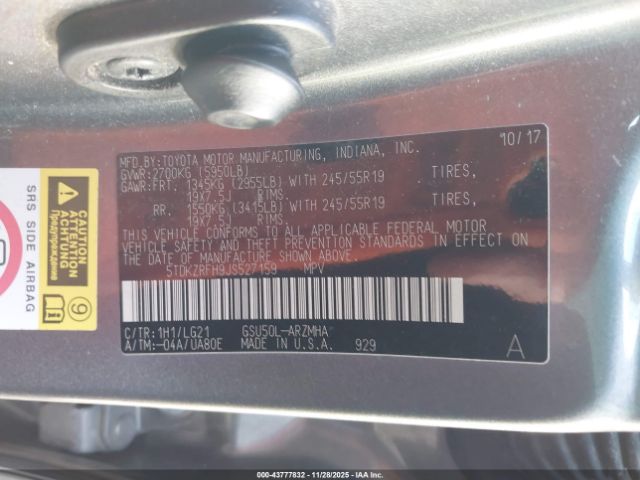 10/17
MFD.BY:TOYOTA MOTOR MANUFACTURING, INDIANA, INC.
GVWR:2700KG (5950LB)
GAWR:FRT. 1345KG (2955LB) WITH 245/55R19 TIRES,
19X7.5J RIMS.
RR. 1550KG (3415LB) WITH 245/55R19 TIRES,
19X7.5J RIMS
THIS VEHICLE CONFORMS TO ALL APPLICABLE FEDERAL MOTOR
VEHICLE SAFETY AND THEFT PREVENTION STANDARDS IN EFFECT ON
THE DATE OF MANUFACTURE SHOWN ABOVE.
5TDKZRFH9JS527159 MPV
C/TR:1H1/LG21 GSU50L-ARZMHA
A/TM:-04A/UA80E MADE IN U.S.A. 929 A
SRS SIDE AIRBAG
ATTENTION
ACHTUNG
9
000-43777832 | 11/28/2025 | IAAI.COM